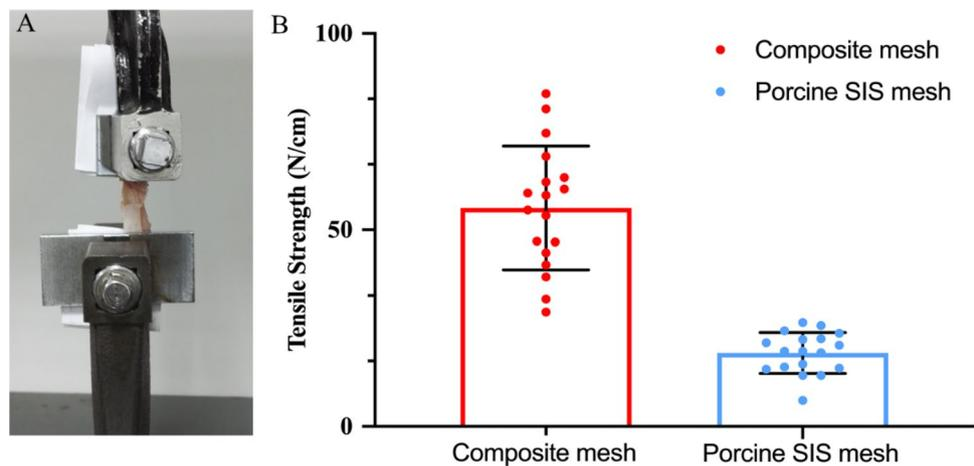 A
B
100
Composite mesh
Porcine SIS mesh
Tensile Strength (N/cm)
50
0
Composite mesh
Porcine SIS mesh